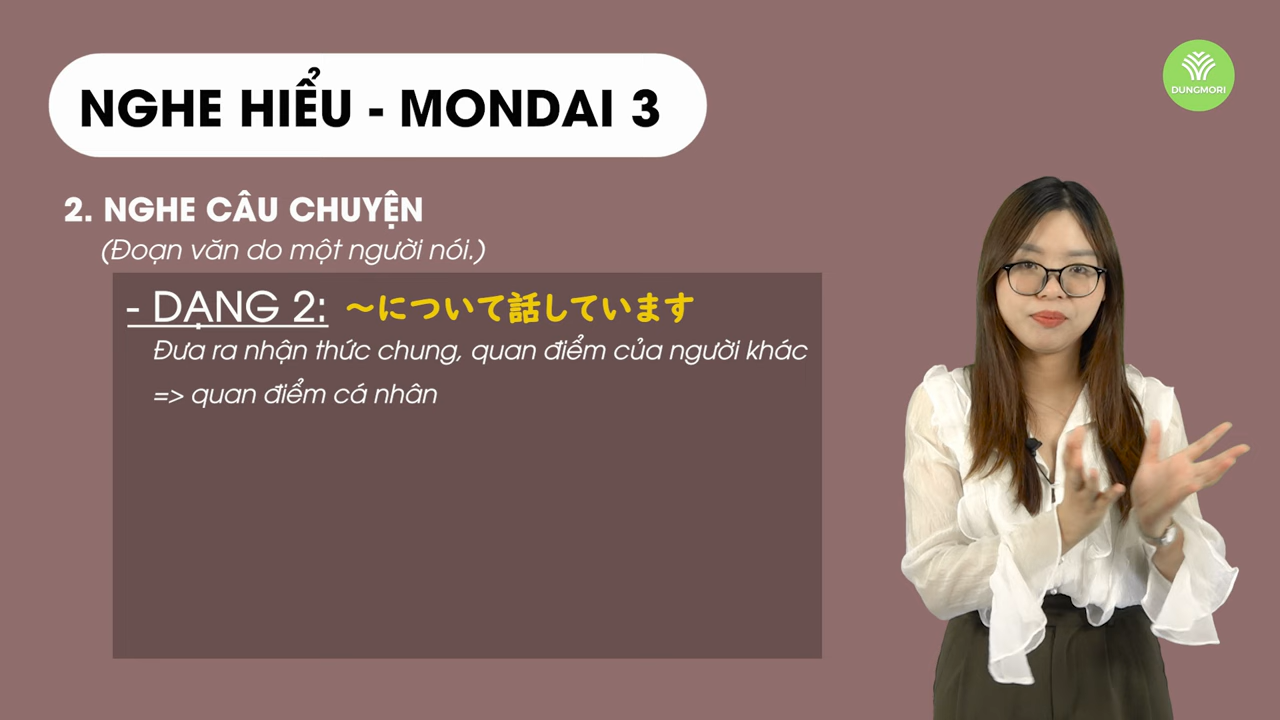 NGHE HIỂU - MONDAI 3
DUNGMORI
2. NGHE CÂU CHUYỆN
(Đoạn văn do một người nói.)
- DẠNG 2: ～について話しています
Đưa ra nhận thức chung, quan điểm của người khác
=> quan điểm cá nhân